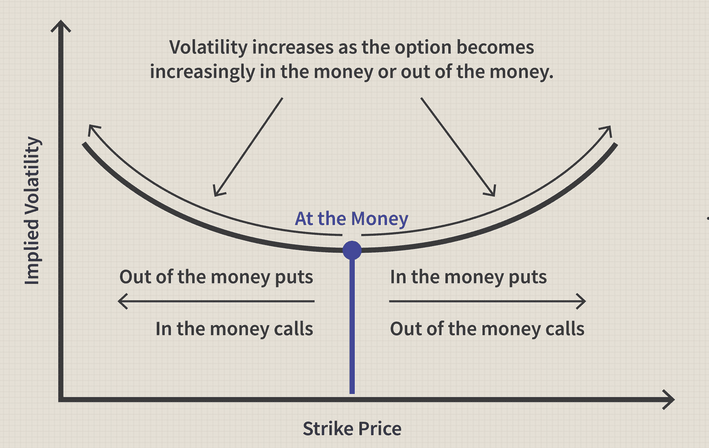 Volatility increases as the option becomes
increasingly in the money or out of the money.
Implied Volatility
At the Money
Out of the money puts
In the money puts
In the money calls
Out of the money calls
Strike Price